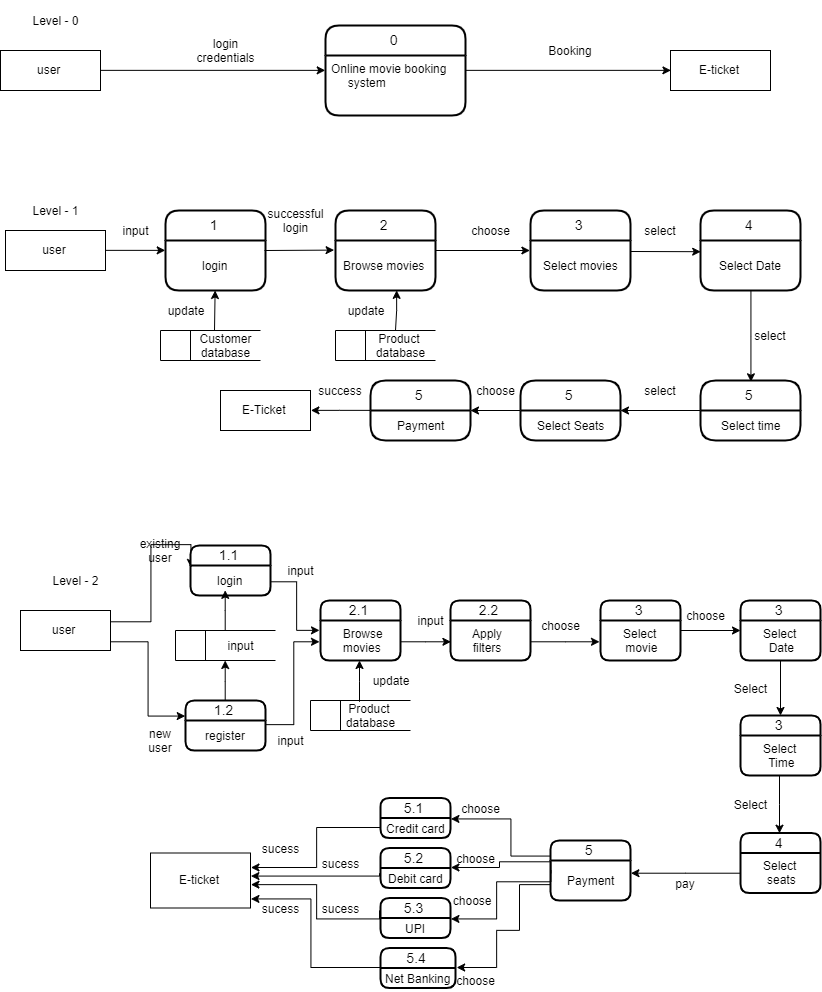 Level - 0
user
login
credentials
0
Online movie booking
system
Booking
E-ticket
Level - 1
user
input
1
login
successful
login
2
Browse movies
choose
3
Select movies
select
4
Select Date
update
Customer
database
update
Product
database
select
E-Ticket
success
5
Payment
choose
5
Select Seats
select
5
Select time
Level - 2
user
existing
user
1.1
login
input
input
new
user
1.2
register
input
2.1
Browse
movies
update
Product
database
input
2.2
Apply
filters
choose
3
Select
movie
choose
3
Select
Date
Select
3
Select
Time
Select
4
Select
seats
pay
5
Payment
choose
5.1
Credit card
choose
5.2
Debit card
choose
5.3
UPI
choose
5.4
Net Banking
sucess
sucess
sucess
sucess
E-ticket